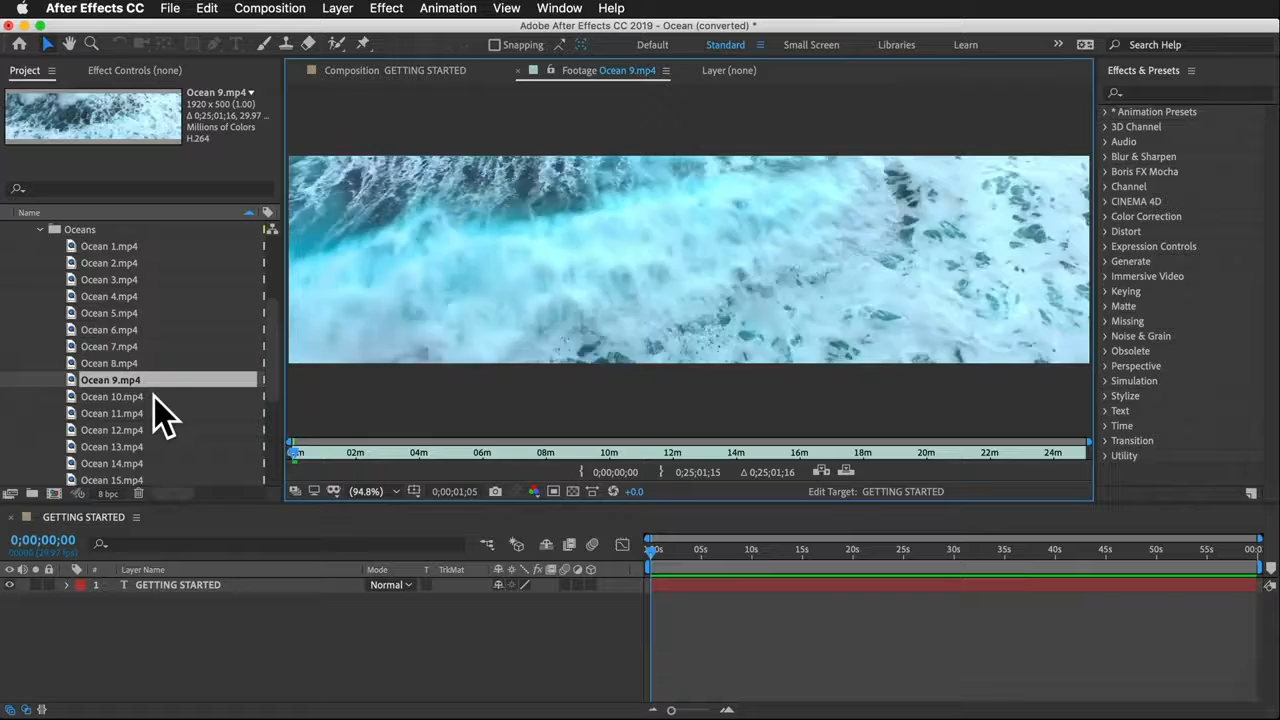 After Effects CC File Edit Composition Layer Effect Animation View Window Help
Adobe After Effects CC 2019 - Ocean (converted) *
Snapping Default Standard Small Screen Libraries Learn Search Help
Project Effect Controls (none) Composition GETTING STARTED Footage Ocean 9.mp4 Layer (none) Effects & Presets
Ocean 9.mp4
1920 x 500 (1.00)
Δ 0;25;01;16, 29.97 ...
Millions of Colors
H.264
Name
Oceans
Ocean 1.mp4
Ocean 2.mp4
Ocean 3.mp4
Ocean 4.mp4
Ocean 5.mp4
Ocean 6.mp4
Ocean 7.mp4
Ocean 8.mp4
Ocean 9.mp4
Ocean 10.mp4
Ocean 11.mp4
Ocean 12.mp4
Ocean 13.mp4
Ocean 14.mp4
Ocean 15.mp4
8 bpc
02m 04m 06m 08m 10m 12m 14m 16m 18m 20m 22m 24m
0;00;00;00 0;25;01;15 Δ 0;25;01;16
(94.8%) 0;00;01;05 +0.0 Edit Target: GETTING STARTED
* Animation Presets
3D Channel
Audio
Blur & Sharpen
Boris FX Mocha
Channel
CINEMA 4D
Color Correction
Distort
Expression Controls
Generate
Immersive Video
Keying
Matte
Missing
Noise & Grain
Obsolete
Perspective
Simulation
Stylize
Text
Time
Transition
Utility
GETTING STARTED
0;00;00;00
00000 (29.97 fps)
05s 10s 15s 20s 25s 30s 35s 40s 45s 50s 55s
# Layer Name Mode T TrkMat
1 T GETTING STARTED Normal